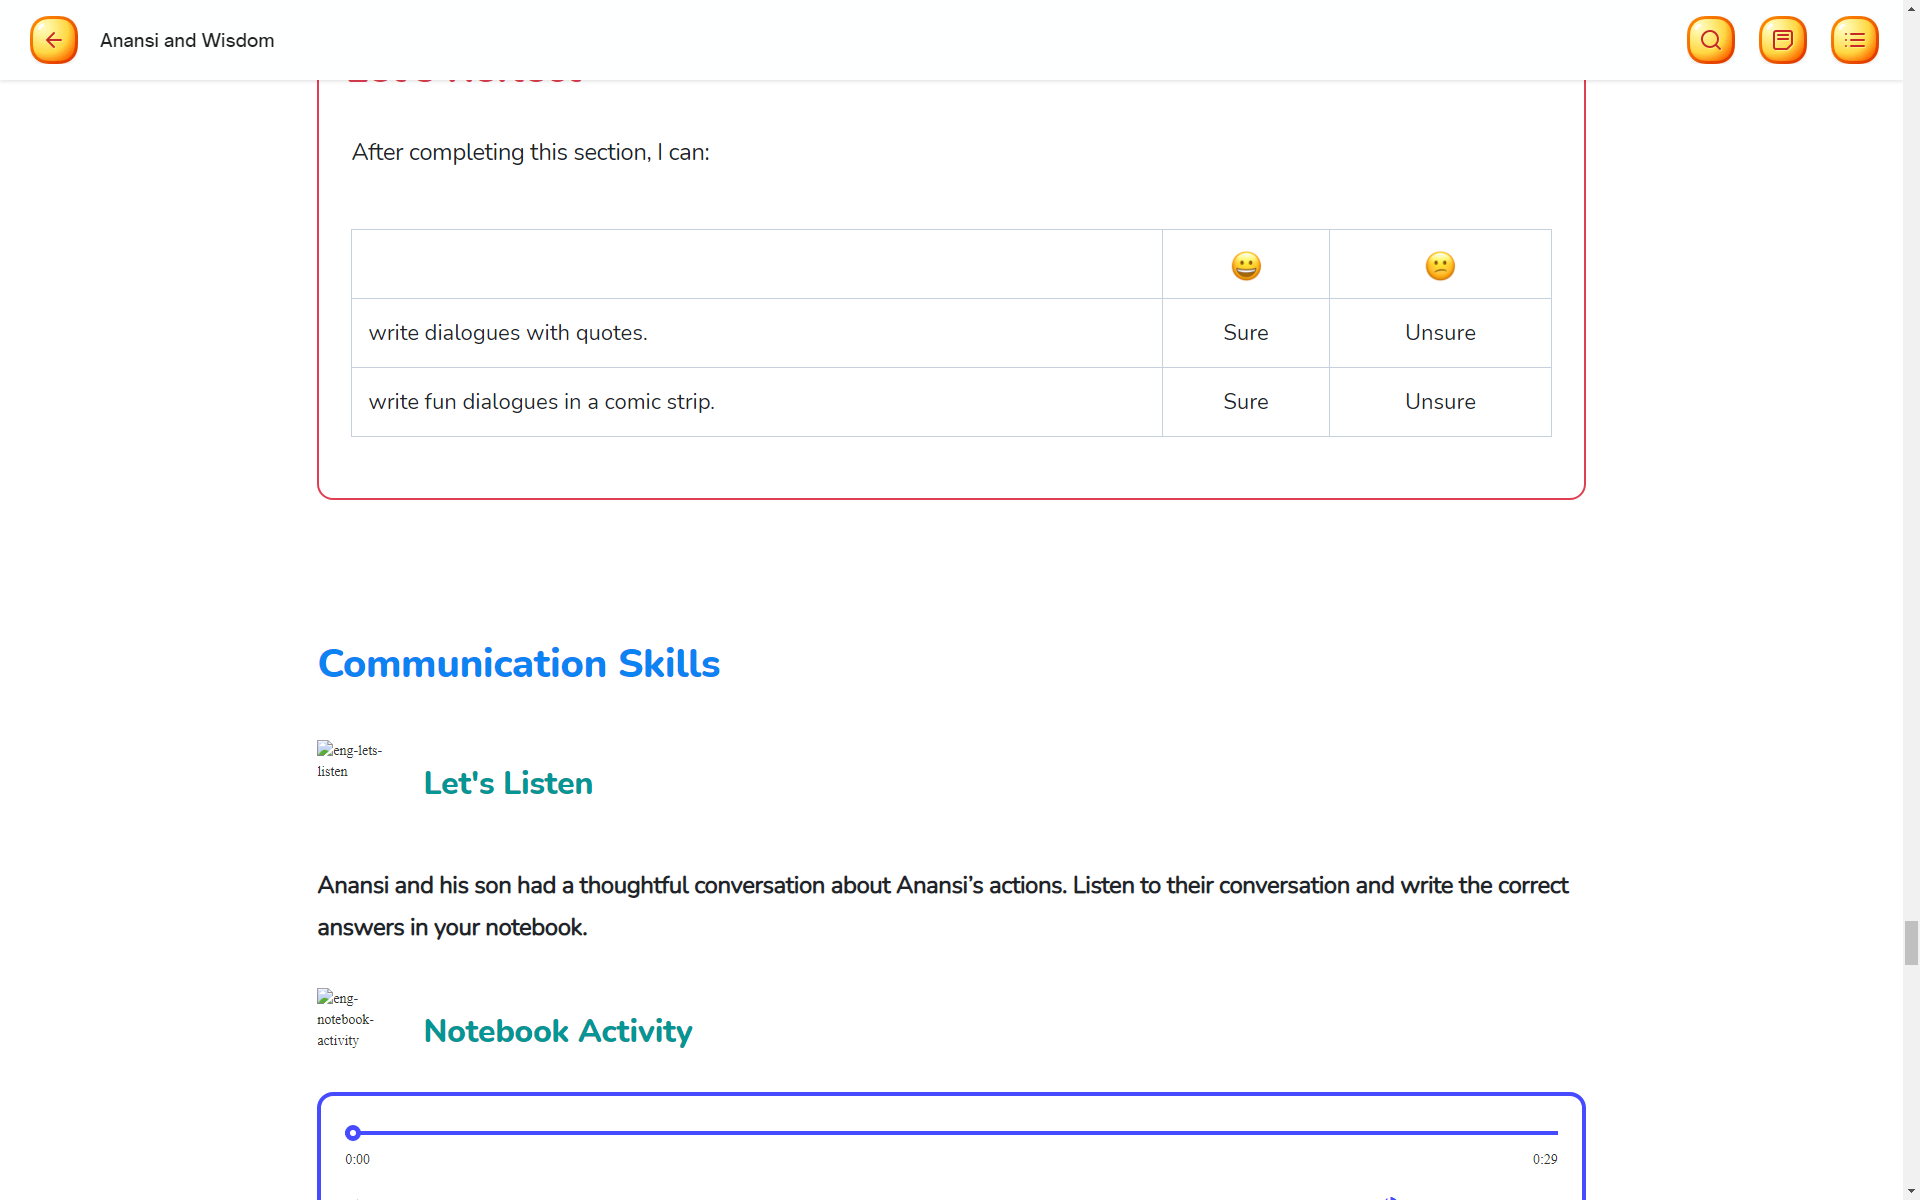 Anansi and Wisdom
After completing this section, I can:
😀 😕
write dialogues with quotes. Sure Unsure
write fun dialogues in a comic strip. Sure Unsure
Communication Skills
eng-lets-
listen
Let's Listen
Anansi and his son had a thoughtful conversation about Anansi’s actions. Listen to their conversation and write the correct
answers in your notebook.
eng-
notebook-
activity
Notebook Activity
0:00 0:29